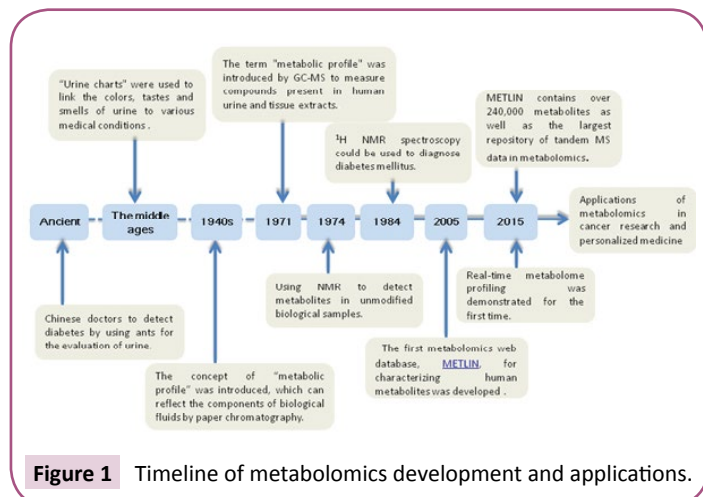 "Urine charts" were used to
link the colors, tastes and
smells of urine to various
medical conditions .
The term "metabolic profile" was
introduced by GC-MS to measure
compounds present in human
urine and tissue extracts.
¹H NMR spectroscopy
could be used to diagnose
diabetes mellitus.
METLIN contains over
240,000 metabolites as
well as the largest
repository of tandem MS
data in metabolomics.
Ancient
The middle
ages
1940s
1971
1974
1984
2005
2015
Applications of
metabolomics in
cancer research and
personalized medicine
Chinese doctors to detect
diabetes by using ants for
the evaluation of urine.
The concept of "metabolic
profile" was introduced, which can
reflect the components of biological
fluids by paper chromatography.
Using NMR to detect
metabolites in unmodified
biological samples.
The first metabolomics web
database, METLIN, for
characterizing human
metabolites was developed .
Real-time metabolome
profiling was
demonstrated for the
first time.
Figure 1 Timeline of metabolomics development and applications.